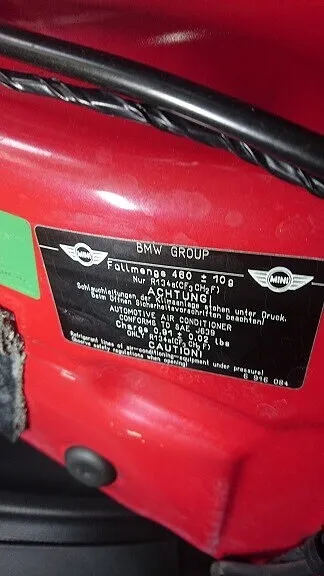 BMW GROUP
MINI
MINI
Füllmenge 460 ± 10g
Nur R134a(CF3CH2F)
ACHTUNG!
Schlauchleitungen der Klimaanlage stehen unter Druck.
Beim Öffnen Sicherheitsvorschriften beachten!
AUTOMOTIVE AIR CONDITIONER
CONFORMS TO SAE J639
Charge 0.91 ± 0.02 lbs
ONLY R134a(CF3CH2F)
CAUTION!
Refrigerant lines of air-conditioning-equipment under pressure!
(Observe safety regulations when opening)
6 916 084